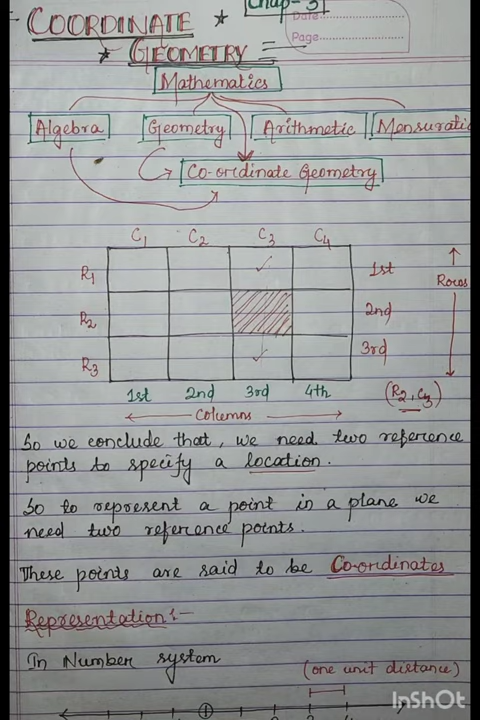 Chap-3
COORDINATE
Date
Page
GEOMETRY
Mathematics
Algebra Geometry Arithmetic Mensuratio
Co-ordinate Geometry
C1 C2 C3 C4
R1 1st
Rows
R2 2nd
R3 3rd
1st 2nd 3rd 4th (R2, C3)
Columns
So we conclude that, we need two reference
points to specify a location.
So to represent a point in a plane we
need two reference points.
These points are said to be Co-ordinates
Representation :-
In Number system (one unit distance)
InShOt